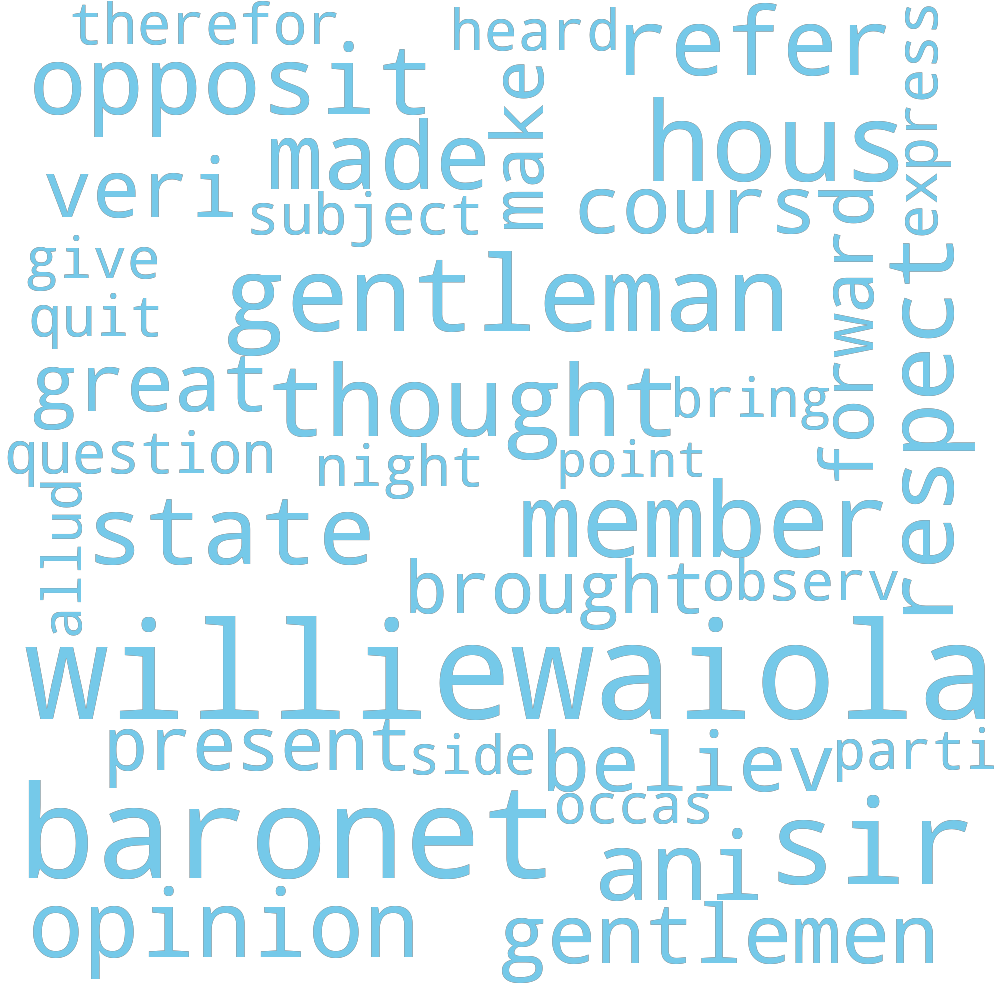 therefor
heard
refer
express
opposit
make
hous
made
veri
subject
cours
forward
give
gentleman
respect
quit
great
thought
bring
question
night
point
allud
state
member
brought
observ
williewaiola
present
side
believ
parti
baronet
occas
sir
ani
opinion
gentlemen